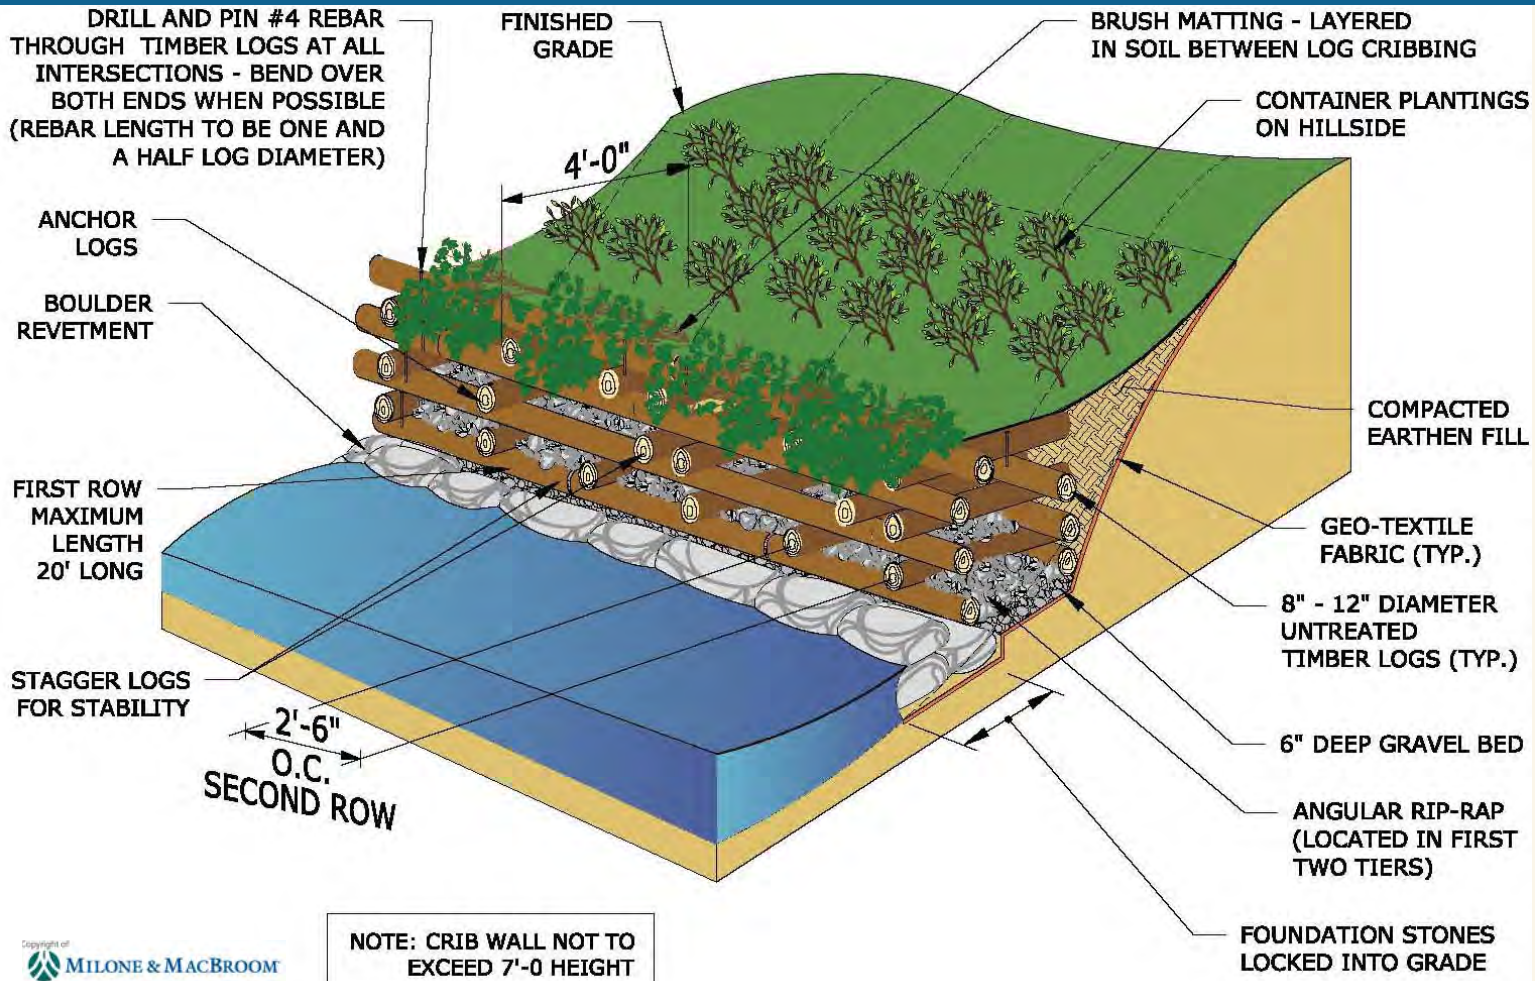 DRILL AND PIN #4 REBAR
THROUGH TIMBER LOGS AT ALL
INTERSECTIONS - BEND OVER
BOTH ENDS WHEN POSSIBLE
(REBAR LENGTH TO BE ONE AND
A HALF LOG DIAMETER)
FINISHED
GRADE
BRUSH MATTING - LAYERED
IN SOIL BETWEEN LOG CRIBBING
CONTAINER PLANTINGS
ON HILLSIDE
4'-0"
ANCHOR
LOGS
BOULDER
REVETMENT
COMPACTED
EARTHEN FILL
FIRST ROW
MAXIMUM
LENGTH
20' LONG
GEO-TEXTILE
FABRIC (TYP.)
8" - 12" DIAMETER
UNTREATED
TIMBER LOGS (TYP.)
STAGGER LOGS
FOR STABILITY
2'-6"
O.C.
SECOND ROW
6" DEEP GRAVEL BED
ANGULAR RIP-RAP
(LOCATED IN FIRST
TWO TIERS)
FOUNDATION STONES
LOCKED INTO GRADE
NOTE: CRIB WALL NOT TO
EXCEED 7'-0 HEIGHT
Copyright of
MILONE & MACBROOM